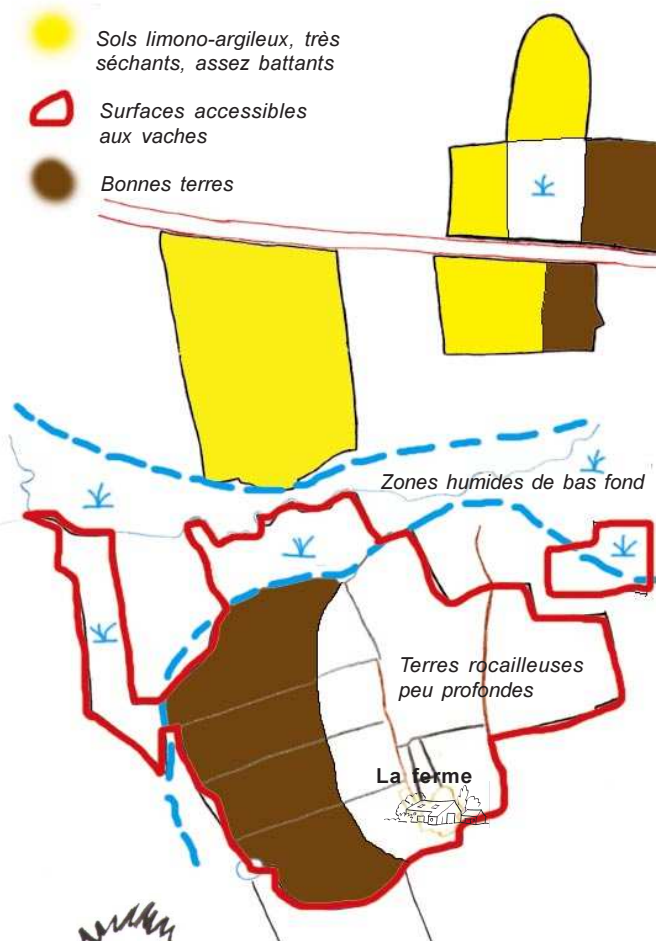 Sols limono-argileux, très
séchants, assez battants
Surfaces accessibles
aux vaches
Bonnes terres
Zones humides de bas fond
Terres rocailleuses
peu profondes
La ferme